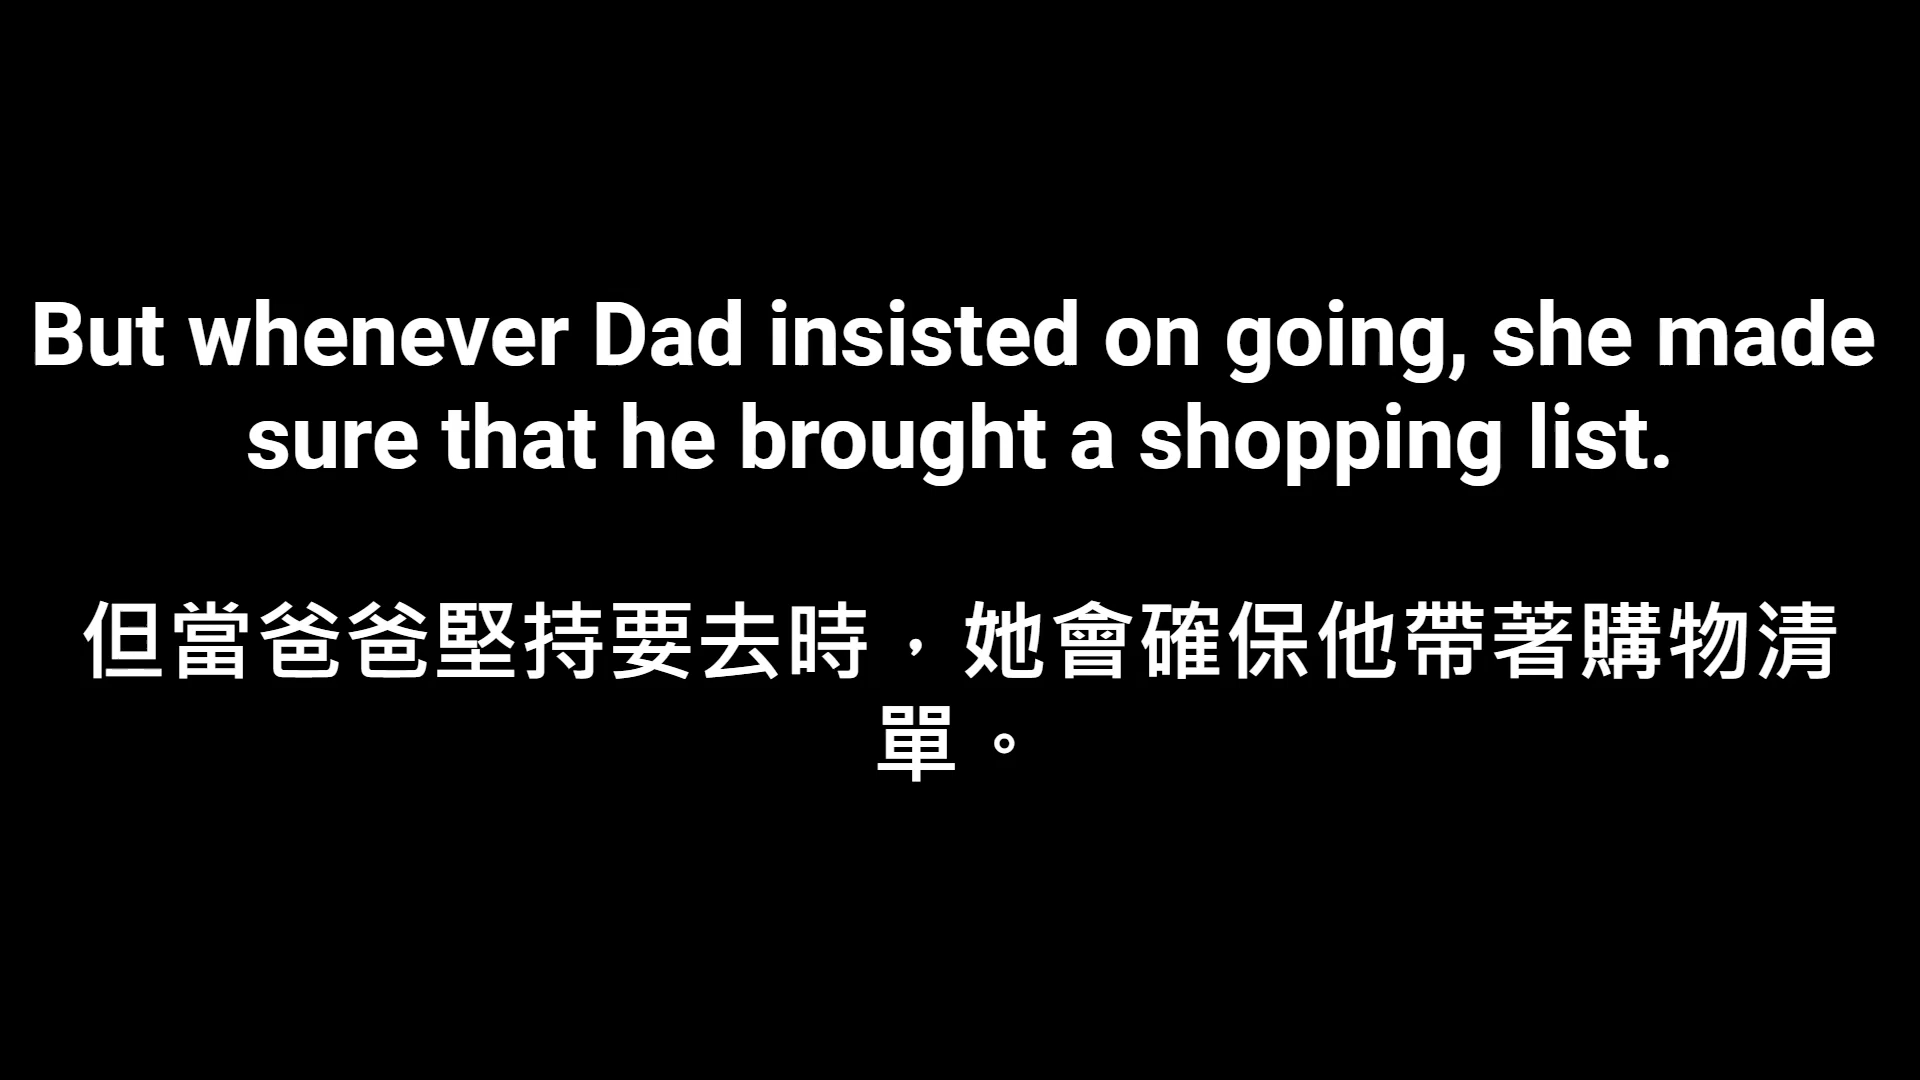 But whenever Dad insisted on going, she made
sure that he brought a shopping list.
但當爸爸堅持要去時，她會確保他帶著購物清
單。